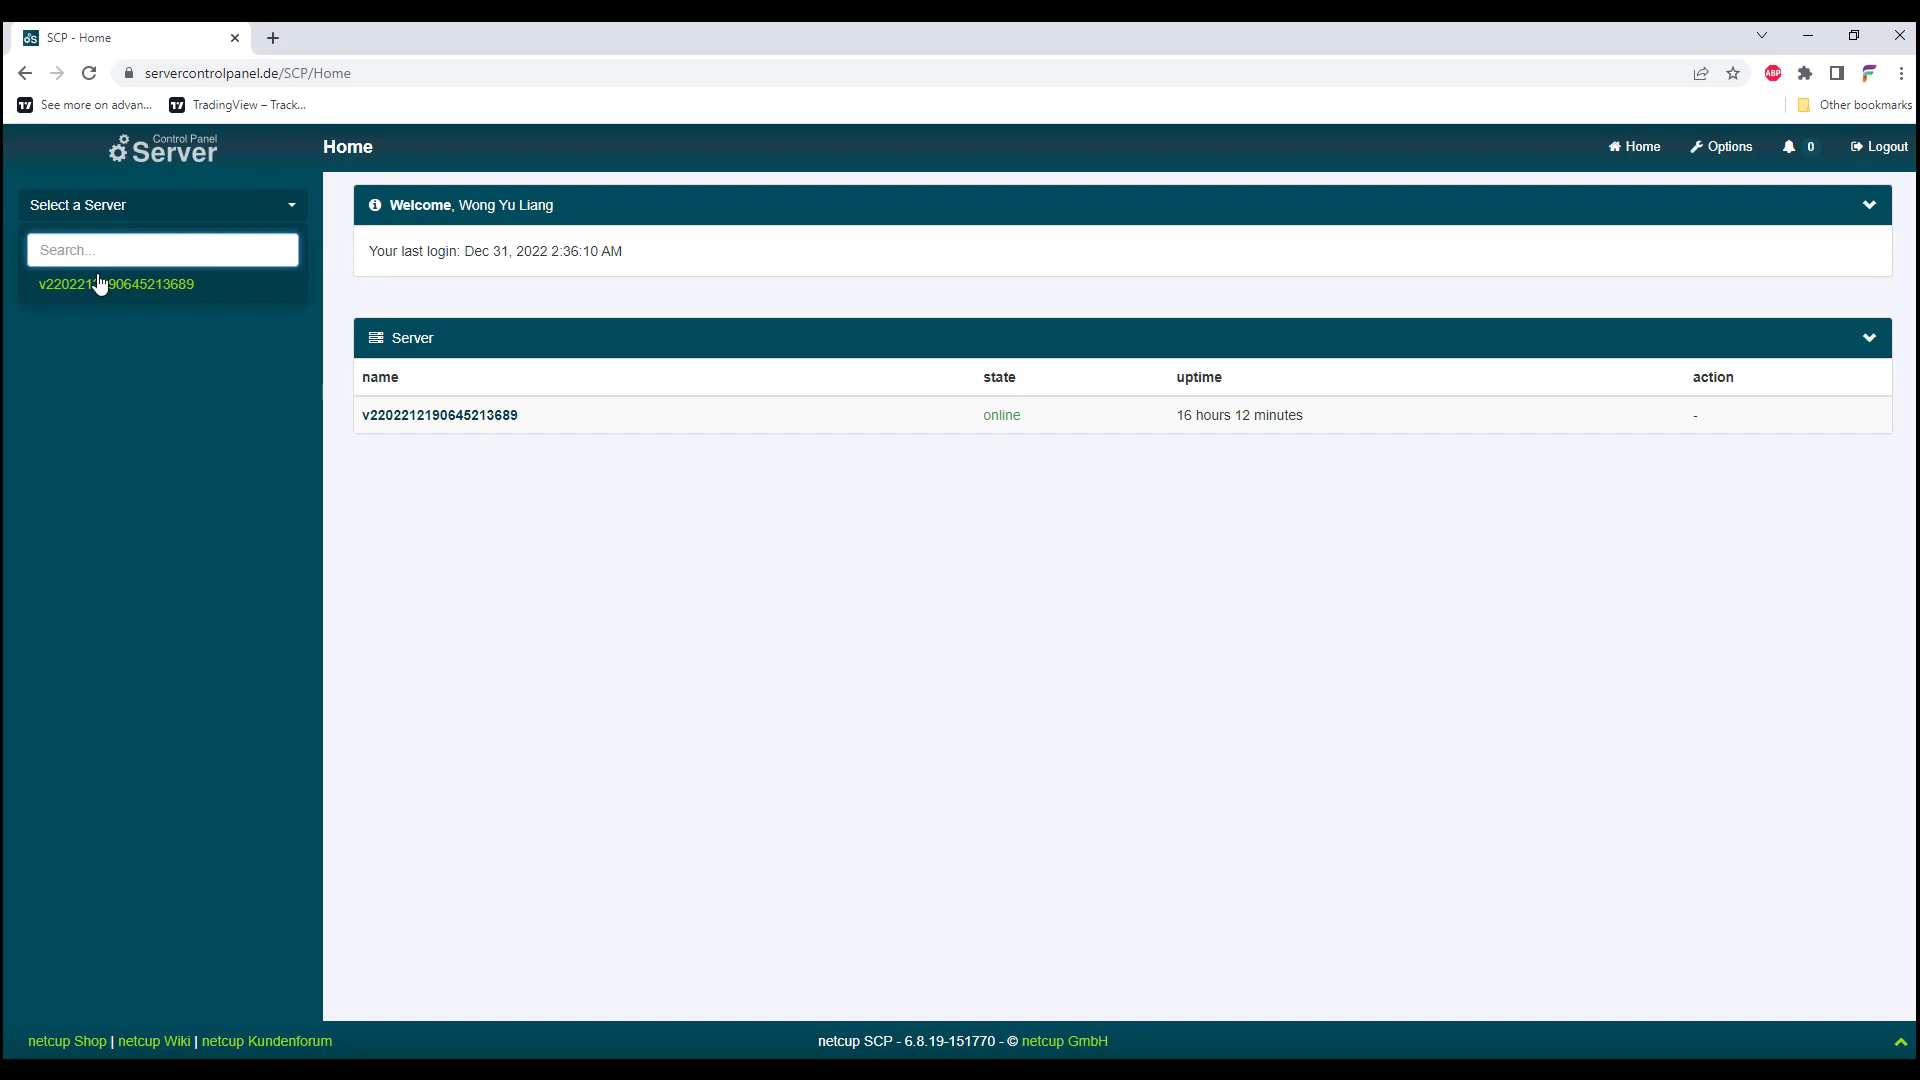 SCP - Home
servercontrolpanel.de/SCP/Home
ABP
See more on advan...
TradingView – Track...
Other bookmarks
Control Panel
Server
Home
Home
Options
0
Logout
Select a Server
Search...
Welcome, Wong Yu Liang
Your last login: Dec 31, 2022 2:36:10 AM
Server
name state uptime action
v2202212190645213689 online 16 hours 12 minutes -
netcup Shop | netcup Wiki | netcup Kundenforum
netcup SCP - 6.8.19-151770 - © netcup GmbH